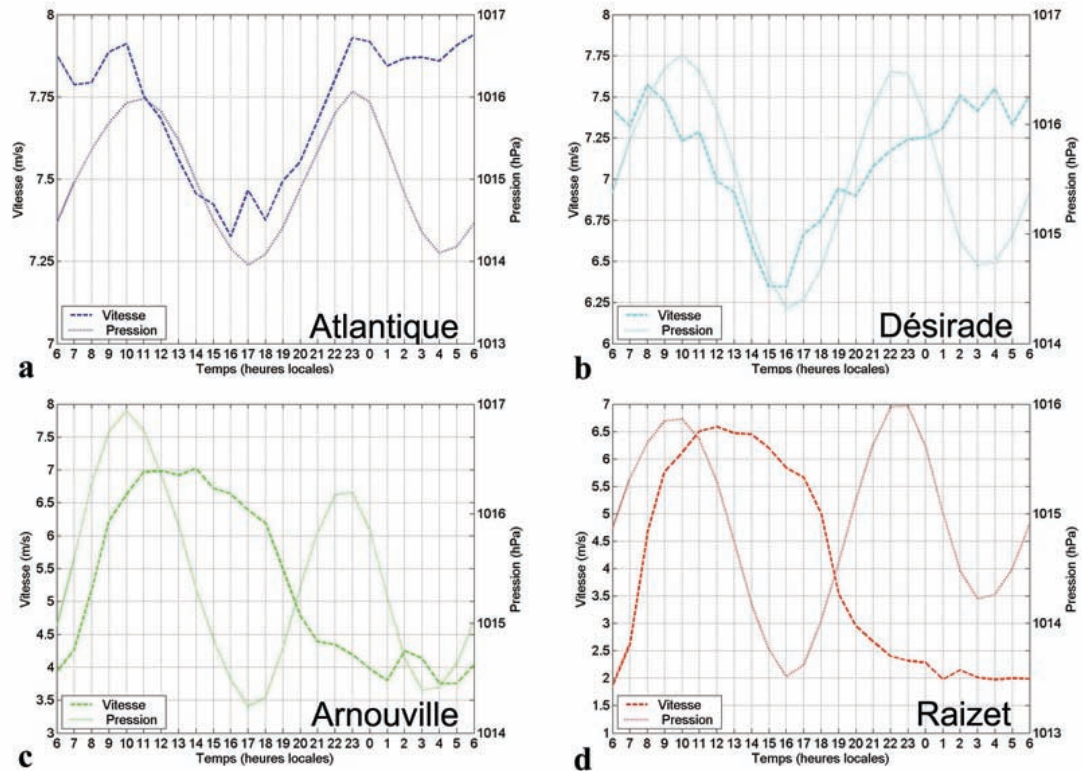 8
7.75
7.5
7.25
7
Vitesse (m/s)
1017
1016
1015
1014
1013
Pression (hPa)
Vitesse
Pression
Atlantique
6 7 8 9 10 11 12 13 14 15 16 17 18 19 20 21 22 23 0 1 2 3 4 5 6
Temps (heures locales)
a
8
7.75
7.5
7.25
7
6.75
6.5
6.25
6
Vitesse (m/s)
1017
1016
1015
1014
Pression (hPa)
Vitesse
Pression
Désirade
6 7 8 9 10 11 12 13 14 15 16 17 18 19 20 21 22 23 0 1 2 3 4 5 6
Temps (heures locales)
b
8
7.5
7
6.5
6
5.5
5
4.5
4
3.5
3
Vitesse (m/s)
1017
1016
1015
1014
Pression (hPa)
Vitesse
Pression
Arnouville
6 7 8 9 10 11 12 13 14 15 16 17 18 19 20 21 22 23 0 1 2 3 4 5 6
Temps (heures locales)
c
7
6.5
6
5.5
5
4.5
4
3.5
3
2.5
2
1.5
1
Vitesse (m/s)
1016
1015
1014
1013
Pression (hPa)
Vitesse
Pression
Raizet
6 7 8 9 10 11 12 13 14 15 16 17 18 19 20 21 22 23 0 1 2 3 4 5 6
Temps (heures locales)
d